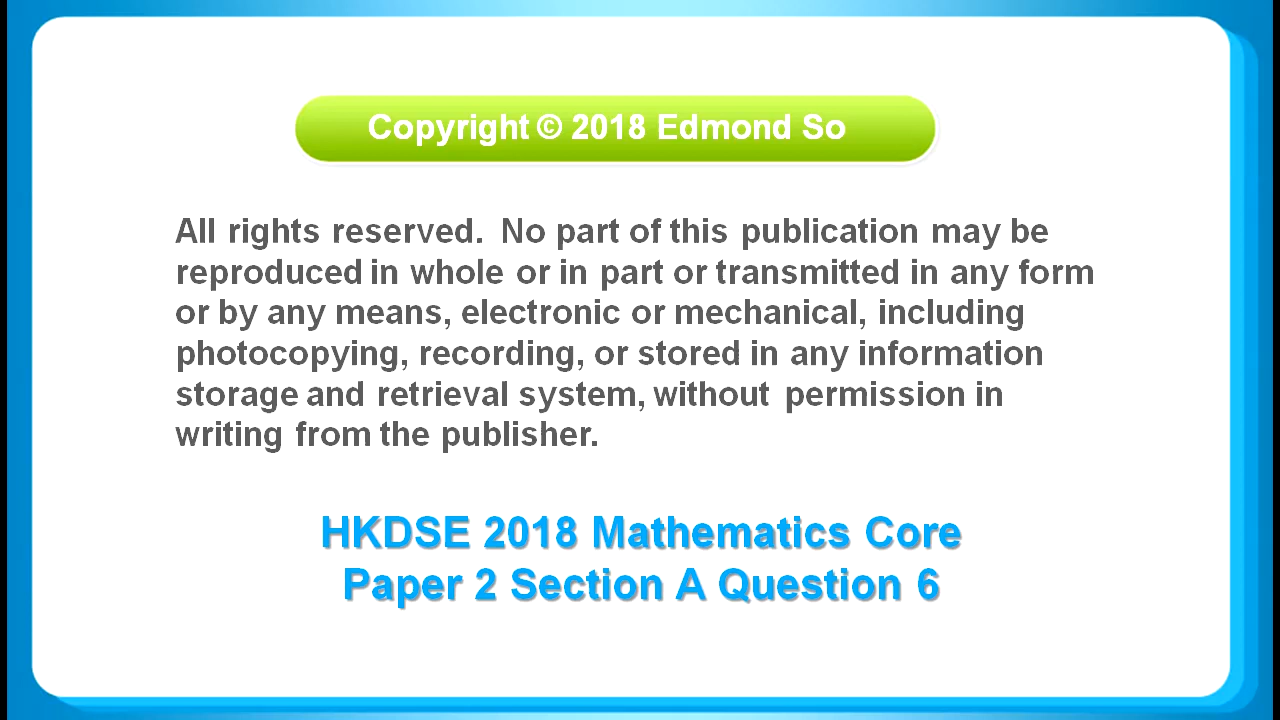 Copyright © 2018 Edmond So
All rights reserved. No part of this publication may be
reproduced in whole or in part or transmitted in any form
or by any means, electronic or mechanical, including
photocopying, recording, or stored in any information
storage and retrieval system, without permission in
writing from the publisher.
HKDSE 2018 Mathematics Core
Paper 2 Section A Question 6